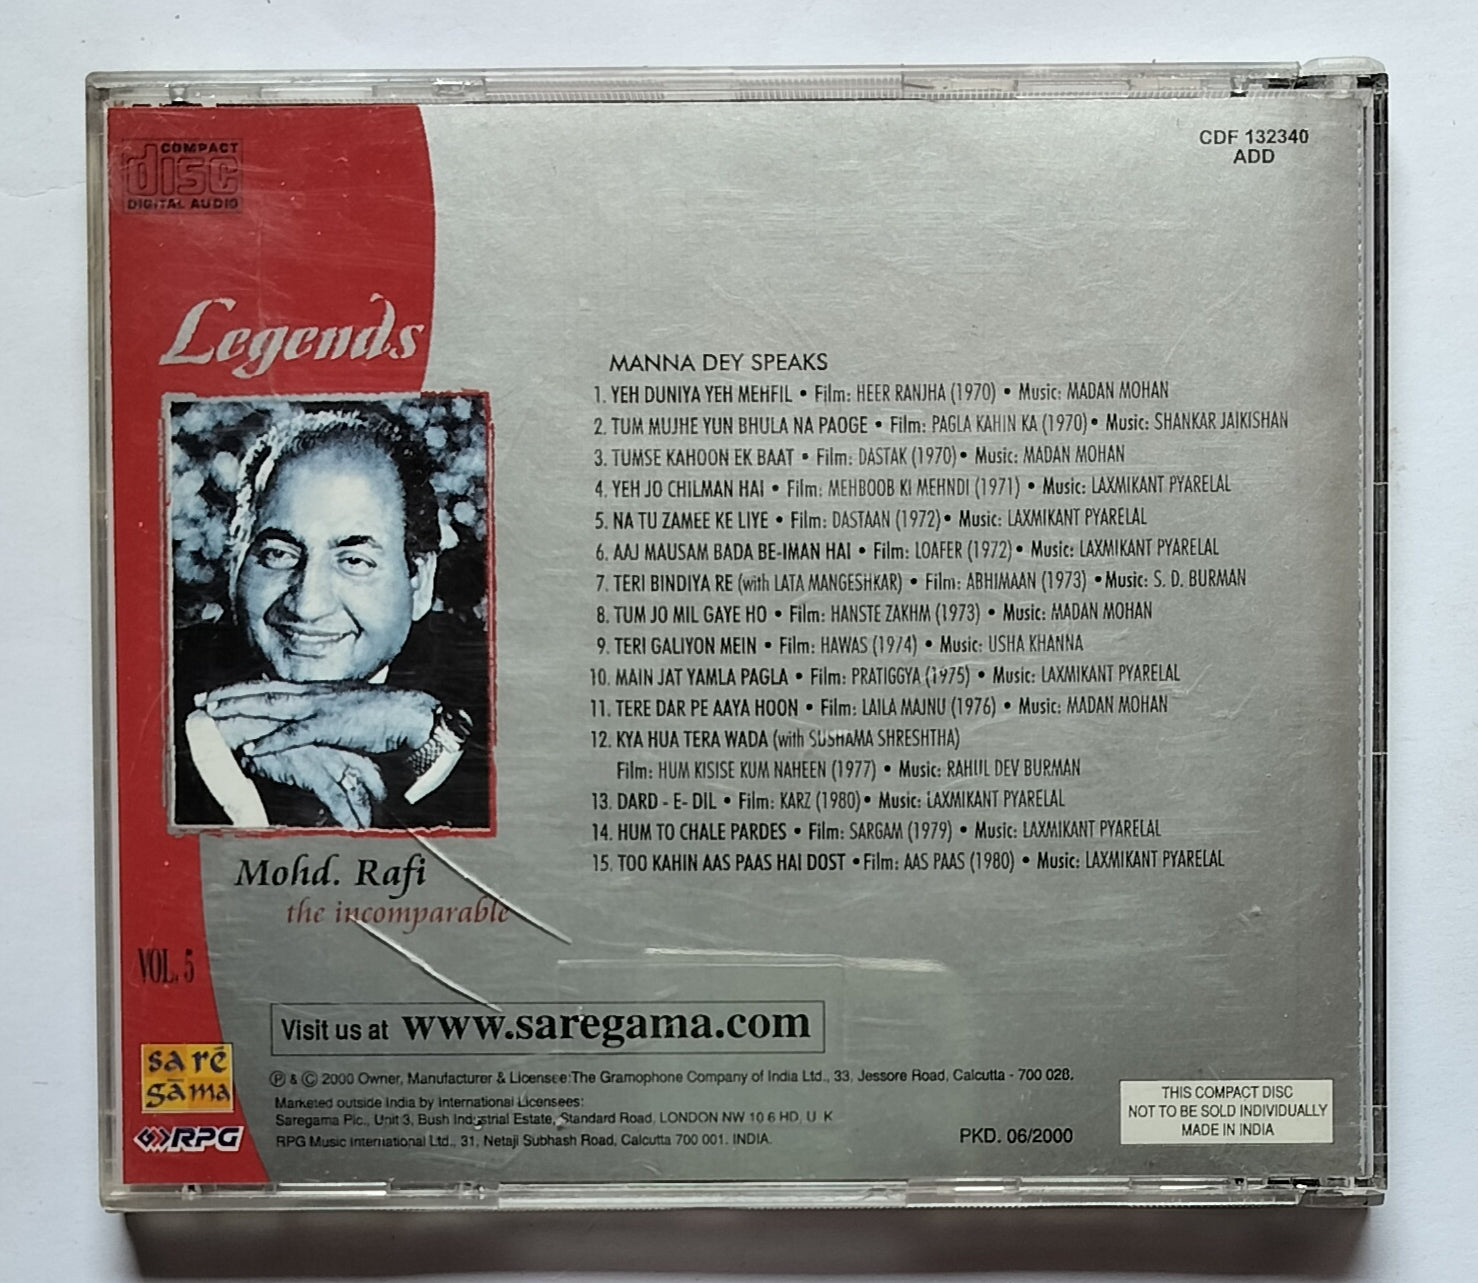 COMPACT
disc
DIGITAL AUDIO
CDF 132340
ADD
Legends
MANNA DEY SPEAKS
1. YEH DUNIYA YEH MEHFIL • Film: HEER RANJHA (1970) • Music: MADAN MOHAN
2. TUM MUJHE YUN BHULA NA PAOGE • Film: PAGLA KAHIN KA (1970) • Music: SHANKAR JAIKISHAN
3. TUMSE KAHOON EK BAAT • Film: DASTAK (1970) • Music: MADAN MOHAN
4. YEH JO CHILMAN HAI • Film: MEHBOOB KI MEHNDI (1971) • Music: LAXMIKANT PYARELAL
5. NA TU ZAMEE KE LIYE • Film: DASTAAN (1972) • Music: LAXMIKANT PYARELAL
6. AAJ MAUSAM BADA BE-IMAN HAI • Film: LOAFER (1972) • Music: LAXMIKANT PYARELAL
7. TERI BINDIYA RE (with LATA MANGESHKAR) • Film: ABHIMAAN (1973) • Music: S. D. BURMAN
8. TUM JO MIL GAYE HO • Film: HANSTE ZAKHM (1973) • Music: MADAN MOHAN
9. TERI GALIYON MEIN • Film: HAWAS (1974) • Music: USHA KHANNA
10. MAIN JAT YAMLA PAGLA • Film: PRATIGGYA (1975) • Music: LAXMIKANT PYARELAL
11. TERE DAR PE AAYA HOON • Film: LAILA MAJNU (1976) • Music: MADAN MOHAN
12. KYA HUA TERA WADA (with SUSHAMA SHRESHTHA)
Film: HUM KISISE KUM NAHEEN (1977) • Music: RAHUL DEV BURMAN
13. DARD - E- DIL • Film: KARZ (1980) • Music: LAXMIKANT PYARELAL
14. HUM TO CHALE PARDES • Film: SARGAM (1979) • Music: LAXMIKANT PYARELAL
15. TOO KAHIN AAS PAAS HAI DOST • Film: AAS PAAS (1980) • Music: LAXMIKANT PYARELAL
Mohd. Rafi
the incomparable
VOL. 5
Visit us at www.saregama.com
sa rē
gama
RPG
Ⓟ & © 2000 Owner, Manufacturer & Licensee:The Gramophone Company of India Ltd., 33, Jessore Road, Calcutta - 700 028.
Marketed outside India by International Licensees:
Saregama Plc., Unit 3, Bush Industrial Estate, Standard Road, LONDON NW 10 6 HD, U K
RPG Music International Ltd., 31, Netaji Subhash Road, Calcutta 700 001. INDIA.
PKD. 06/2000
THIS COMPACT DISC
NOT TO BE SOLD INDIVIDUALLY
MADE IN INDIA